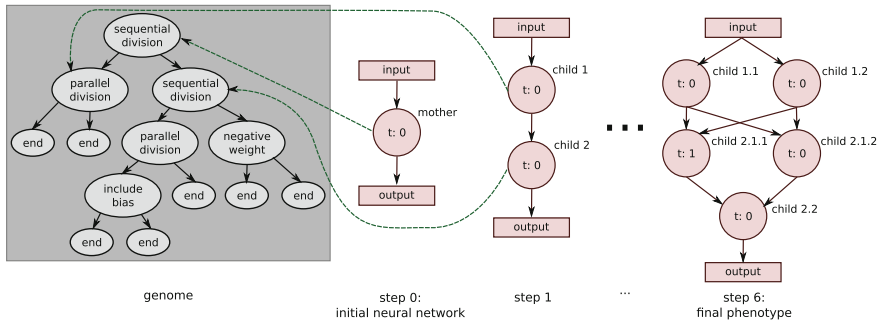 sequential
division
parallel
division
sequential
division
end
end
parallel
division
negative
weight
include
bias
end
end
end
end
end
genome
input
mother
t: 0
output
step 0:
initial neural network
input
child 1
t: 0
child 2
t: 0
output
step 1
...
...
input
child 1.1
t: 0
child 1.2
t: 0
child 2.1.1
t: 1
child 2.1.2
t: 0
child 2.2
t: 0
output
step 6:
final phenotype